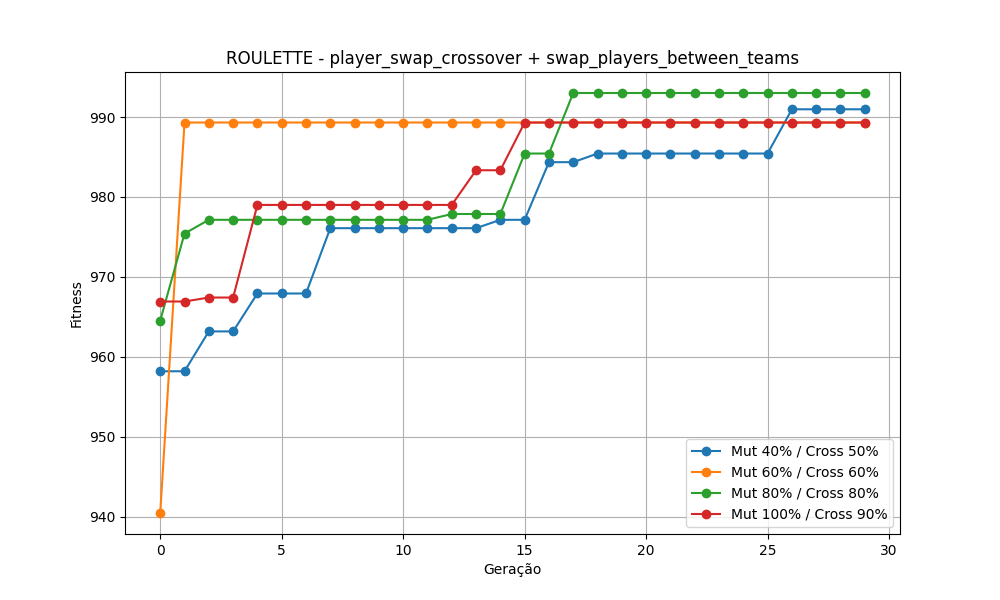 ROULETTE - player_swap_crossover + swap_players_between_teams
Fitness
990
980
970
960
950
940
0 5 10 15 20 25 30
Geração
Mut 40% / Cross 50%
Mut 60% / Cross 60%
Mut 80% / Cross 80%
Mut 100% / Cross 90%